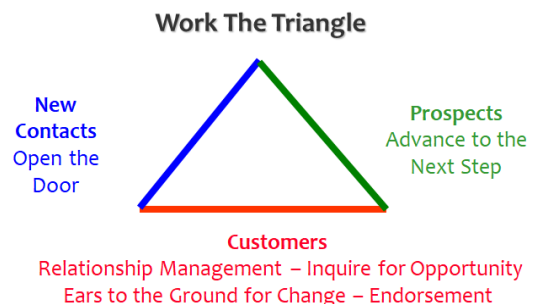 Work The Triangle
New
Contacts
Open the
Door
Prospects
Advance to the
Next Step
Customers
Relationship Management – Inquire for Opportunity
Ears to the Ground for Change – Endorsement